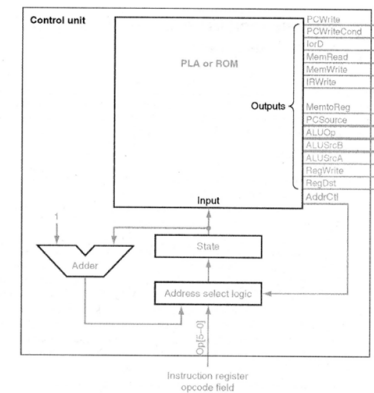 Control unit
PLA or ROM
Outputs
PCWrite
PCWriteCond
IorD
MemRead
MemWrite
IRWrite
MemtoReg
PCSource
ALUOp
ALUSrcB
ALUSrcA
RegWrite
RegDst
AddrCtl
Input
1
State
Adder
Address select logic
Op[5–0]
Instruction register
opcode field